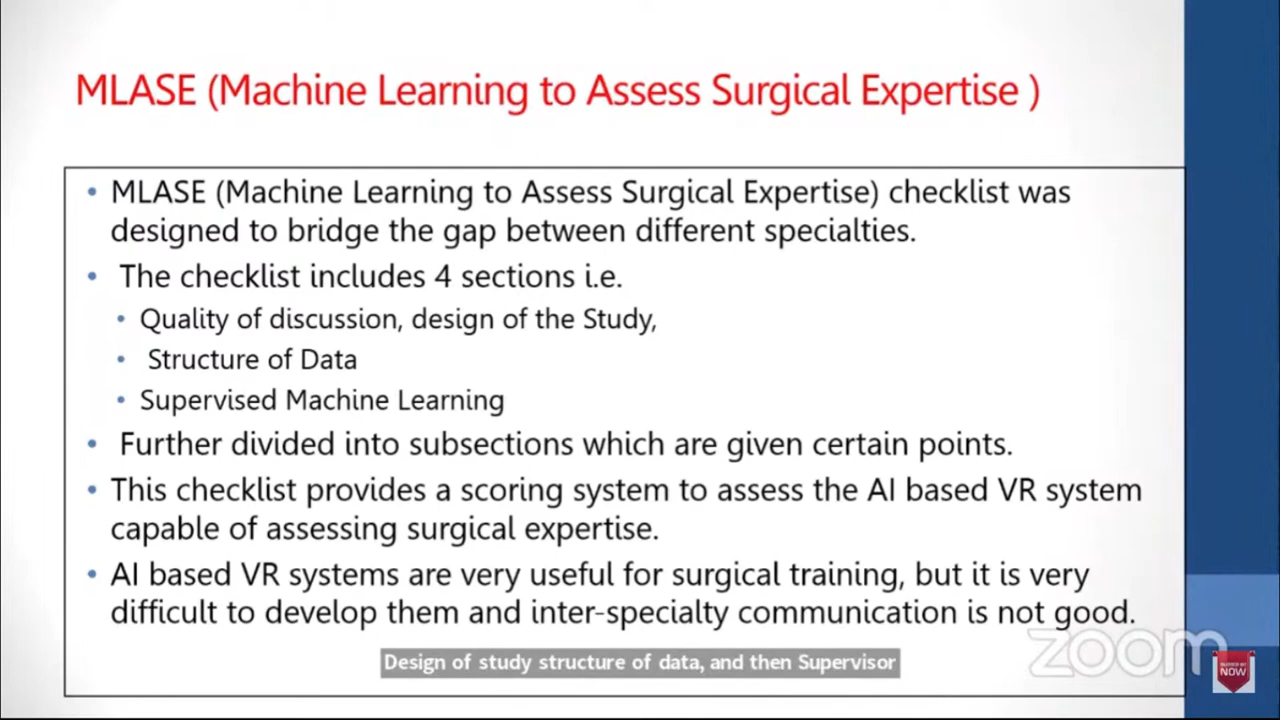 MLASE (Machine Learning to Assess Surgical Expertise )
• MLASE (Machine Learning to Assess Surgical Expertise) checklist was
designed to bridge the gap between different specialties.
• The checklist includes 4 sections i.e.
• Quality of discussion, design of the Study,
• Structure of Data
• Supervised Machine Learning
• Further divided into subsections which are given certain points.
• This checklist provides a scoring system to assess the AI based VR system
capable of assessing surgical expertise.
• AI based VR systems are very useful for surgical training, but it is very
difficult to develop them and inter-specialty communication is not good.
Design of study structure of data, and then Supervisor
zoom
NOW